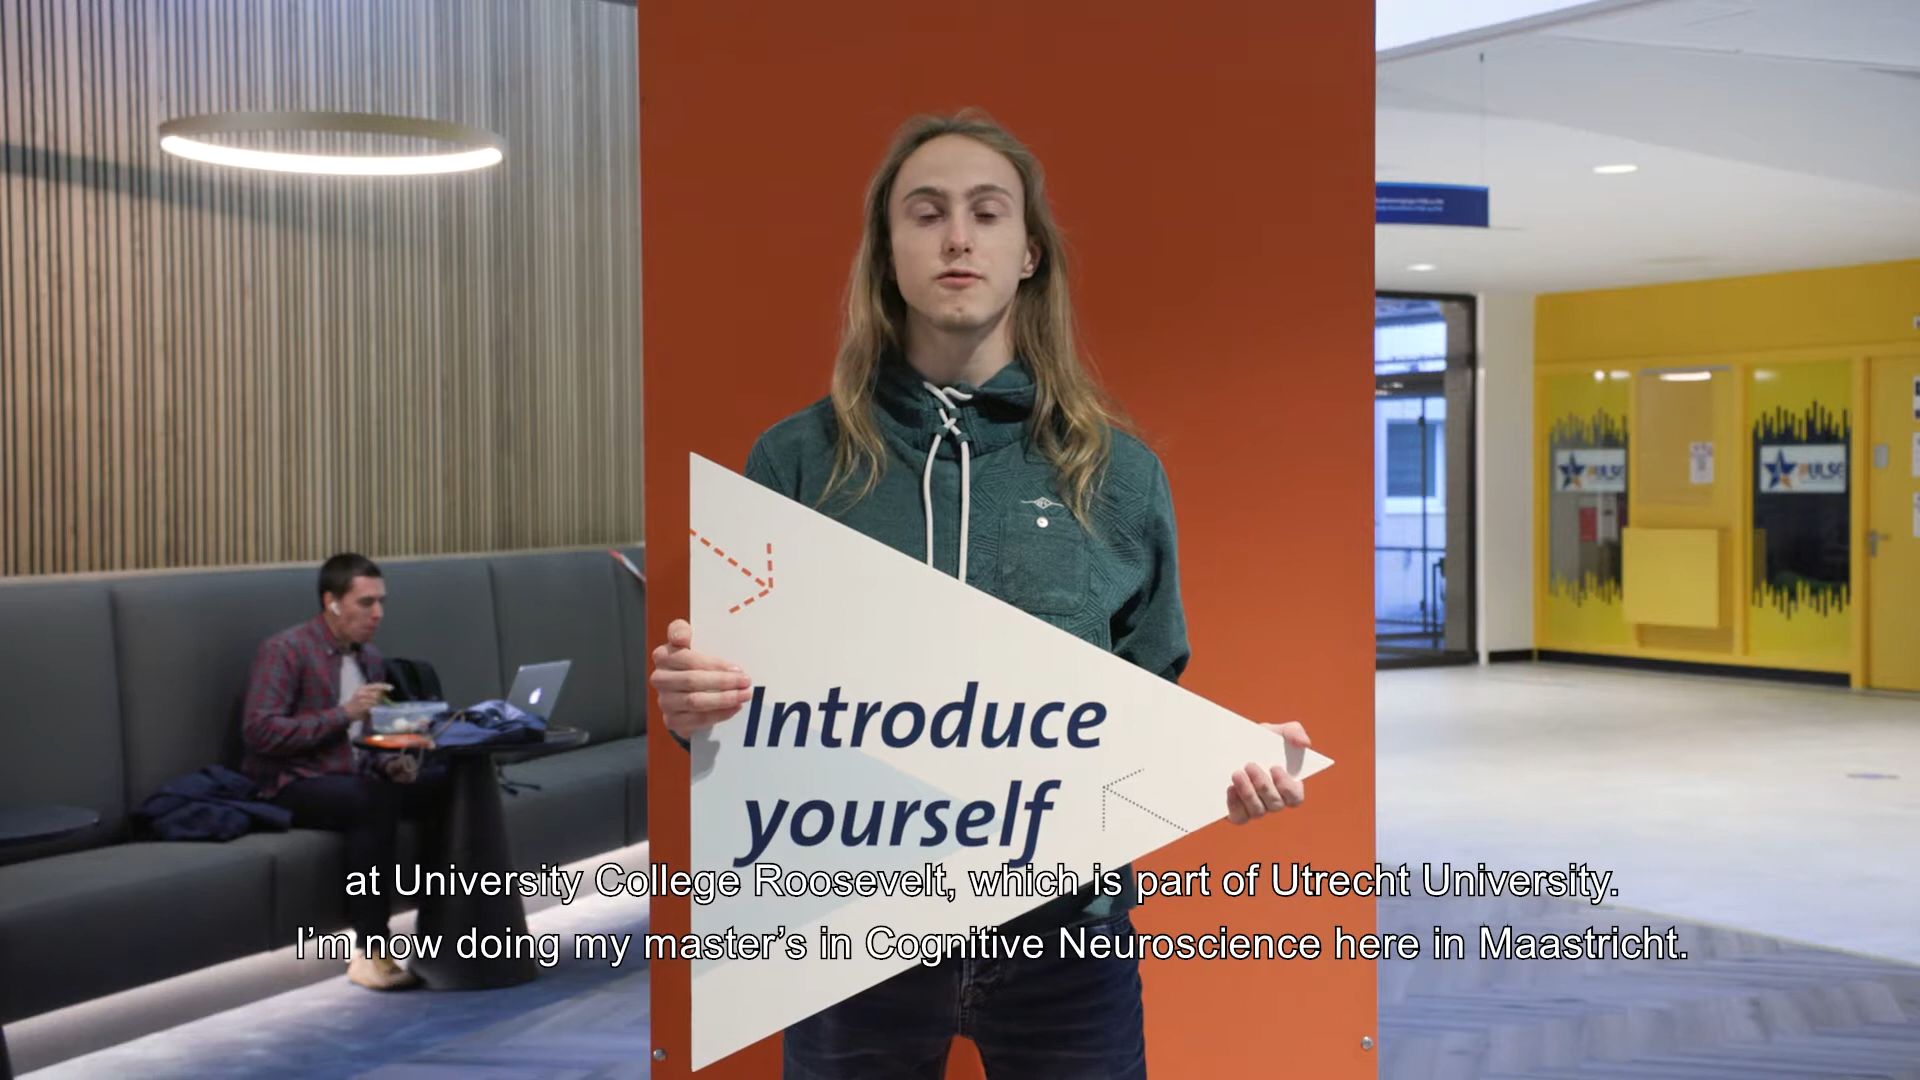 PULSE
Introduce
yourself
at University College Roosevelt, which is part of Utrecht University.
I'm now doing my master's in Cognitive Neuroscience here in Maastricht.